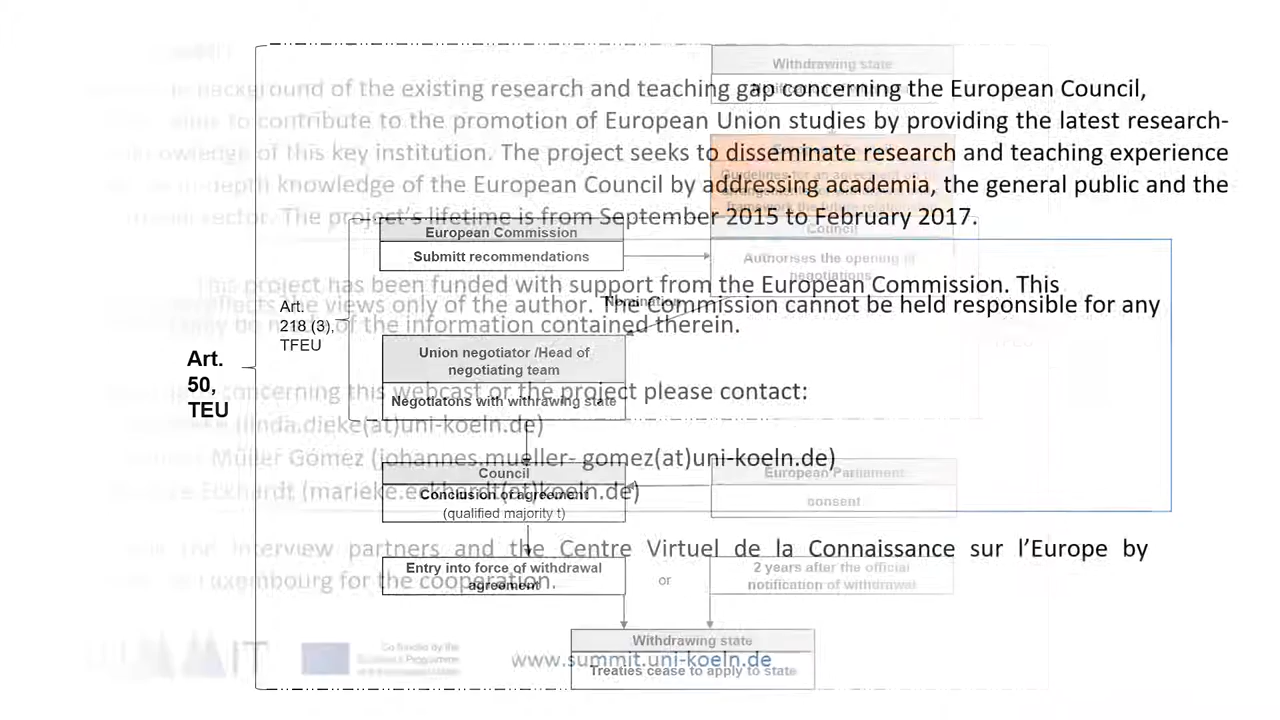 Withdrawing state
background of the existing research and teaching gap concerning the European Council,
to contribute to the promotion of European Union studies by providing the latest research-
knowledge of this key institution. The project seeks to disseminate research and teaching experience
in-depth knowledge of the European Council by addressing academia, the general public and the
sector. The project's lifetime is from September 2015 to February 2017.
European Commission
Submitt recommendations
Council
Authorises the opening of
negotiations
This project has been funded with support from the European Commission. This
reflects the views only of the author. The Commission cannot be held responsible for any
of the information contained therein.
Nomination
Art.
218 (3),
TFEU
Art.
50,
TEU
Union negotiator /Head of
negotiating team
Negotiatons with withrawing state
concerning this webcast or the project please contact:
(linda.dieke(at)uni-koeln.de)
Müller Gómez (johannes.mueller- gomez(at)uni-koeln.de)
Eckhardt (marieke.eckhardt(at)koeln.de)
Council
Conclusion of agreement
(qualified majority t)
European Parliament
consent
the interview partners and the Centre Virtuel de la Connaissance sur l'Europe by
Luxembourg for the cooperation.
Entry into force of withdrawal
agreement
or
2 years after the official
notification of withdrawal
Withdrawing state
Treaties cease to apply to state
Co-funded by the
www.summit.uni-koeln.de